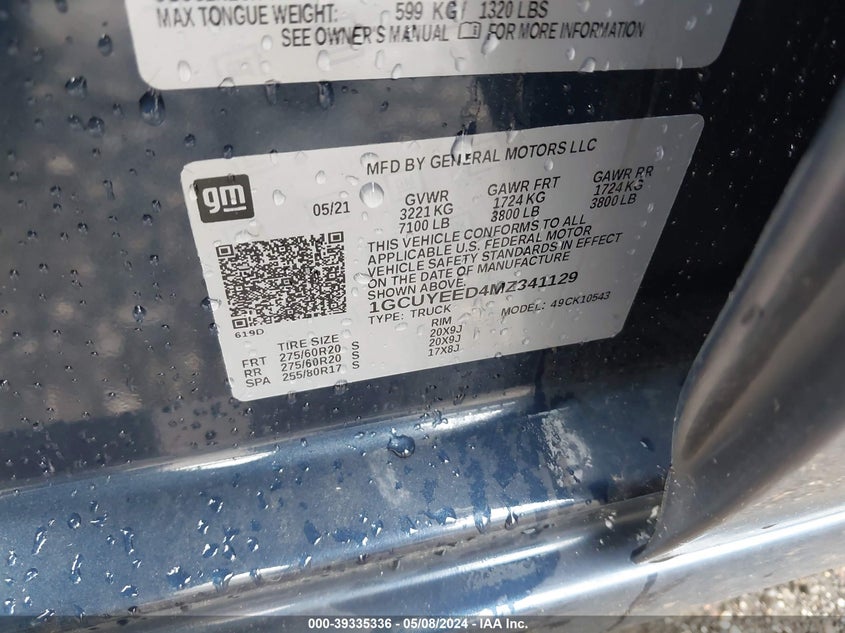 MAX TONGUE WEIGHT: 599 KG/ 1320 LBS
SEE OWNER'S MANUAL FOR MORE INFORMATION
gm
MFD BY GENERAL MOTORS LLC
05/21
GVWR GAWR FRT GAWR RR
3221 KG 1724 KG 1724 KG
7100 LB 3800 LB 3800 LB
THIS VEHICLE CONFORMS TO ALL
APPLICABLE U.S. FEDERAL MOTOR
VEHICLE SAFETY STANDARDS IN EFFECT
ON THE DATE OF MANUFACTURE
SHOWN ABOVE.
1GCUYEED4MZ341129
TYPE: TRUCK MODEL: 49CK10543
619D
TIRE SIZE RIM
FRT 275/60R20 S 20X9J
RR 275/60R20 S 20X9J
SPA 255/80R17 S 17X8J
000-39335336 - 05/08/2024 - IAA Inc.